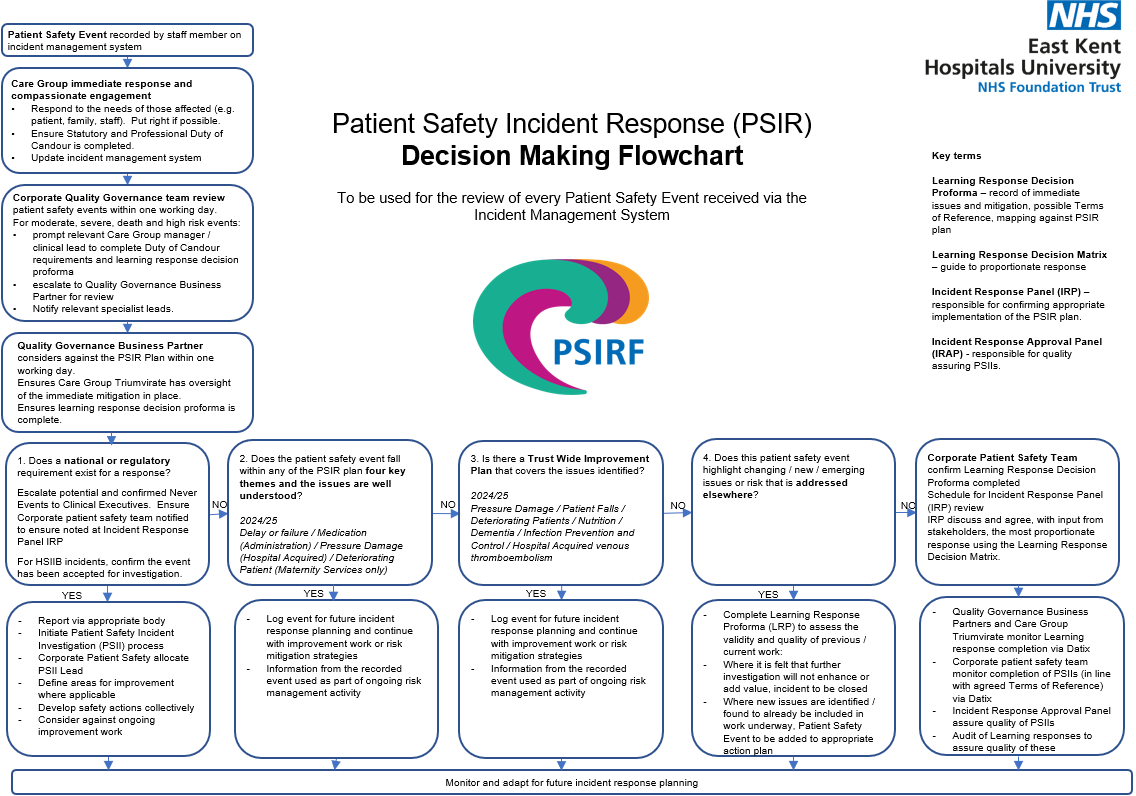 NHS
East Kent
Hospitals University
NHS Foundation Trust
Patient Safety Incident Response (PSIR)
Decision Making Flowchart
To be used for the review of every Patient Safety Event received via the
Incident Management System
PSIRF
Patient Safety Event recorded by staff member on
incident management system
Care Group immediate response and
compassionate engagement
• Respond to the needs of those affected (e.g.
patient, family, staff). Put right if possible.
• Ensure Statutory and Professional Duty of
Candour is completed.
• Update incident management system
Corporate Quality Governance team review
patient safety events within one working day.
For moderate, severe, death and high risk events:
• prompt relevant Care Group manager /
clinical lead to complete Duty of Candour
requirements and learning response decision
proforma
• escalate to Quality Governance Business
Partner for review
• Notify relevant specialist leads.
Quality Governance Business Partner
considers against the PSIR Plan within one
working day.
Ensures Care Group Triumvirate has oversight
of the immediate mitigation in place.
Ensures learning response decision proforma is
complete.
Key terms
Learning Response Decision
Proforma – record of immediate
issues and mitigation, possible Terms
of Reference, mapping against PSIR
plan
Learning Response Decision Matrix
– guide to proportionate response
Incident Response Panel (IRP) –
responsible for confirming appropriate
implementation of the PSIR plan.
Incident Response Approval Panel
(IRAP) - responsible for quality
assuring PSIIs.
1. Does a national or regulatory
requirement exist for a response?
Escalate potential and confirmed Never
Events to Clinical Executives. Ensure
Corporate patient safety team notified
to ensure noted at Incident Response
Panel IRP
For HSIIB incidents, confirm the event
has been accepted for investigation.
NO
2. Does the patient safety event fall
within any of the PSIR plan four key
themes and the issues are well
understood?
2024/25
Delay or failure / Medication
(Administration) / Pressure Damage
(Hospital Acquired) / Deteriorating
Patient (Maternity Services only)
NO
3. Is there a Trust Wide Improvement
Plan that covers the issues identified?
2024/25
Pressure Damage / Patient Falls /
Deteriorating Patients / Nutrition /
Dementia / Infection Prevention and
Control / Hospital Acquired venous
thromboembolism
NO
4. Does this patient safety event
highlight changing / new / emerging
issues or risk that is addressed
elsewhere?
NO
Corporate Patient Safety Team
confirm Learning Response Decision
Proforma completed
Schedule for Incident Response Panel
(IRP) review
IRP discuss and agree, with input from
stakeholders, the most proportionate
response using the Learning Response
Decision Matrix.
YES
- Report via appropriate body
- Initiate Patient Safety Incident
Investigation (PSII) process
- Corporate Patient Safety allocate
PSII Lead
- Define areas for improvement
where applicable
- Develop safety actions collectively
- Consider against ongoing
improvement work
YES
- Log event for future incident
response planning and continue
with improvement work or risk
mitigation strategies
- Information from the recorded
event used as part of ongoing risk
management activity
YES
- Log event for future incident
response planning and continue
with improvement work or risk
mitigation strategies
- Information from the recorded
event used as part of ongoing risk
management activity
YES
- Complete Learning Response
Proforma (LRP) to assess the
validity and quality of previous /
current work:
- Where it is felt that further
investigation will not enhance or
add value, incident to be closed
- Where new issues are identified /
found to already be included in
work underway, Patient Safety
Event to be added to appropriate
action plan
- Quality Governance Business
Partners and Care Group
Triumvirate monitor Learning
response completion via Datix
- Corporate patient safety team
monitor completion of PSIIs (in line
with agreed Terms of Reference)
via Datix
- Incident Response Approval Panel
assure quality of PSIIs
- Audit of Learning responses to
assure quality of these
Monitor and adapt for future incident response planning